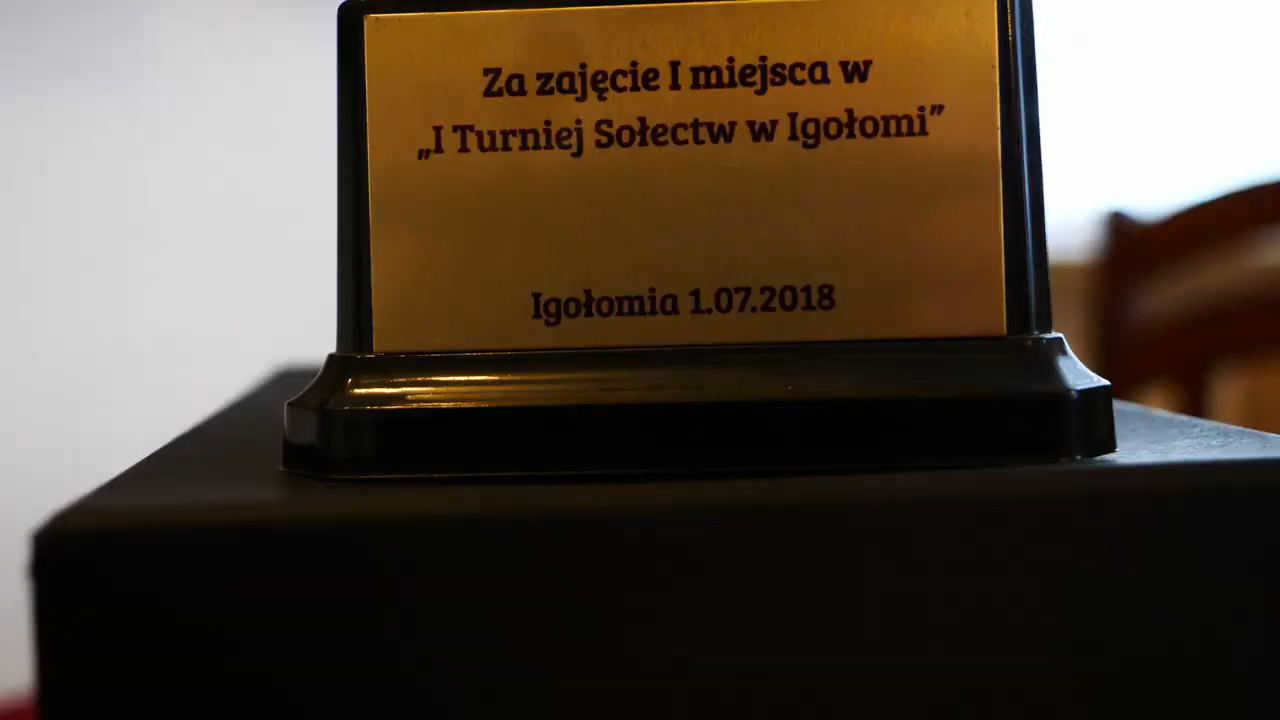 Za zajęcie I miejsca w
„I Turniej Sołectw w Igołomi”
Igołomia 1.07.2018